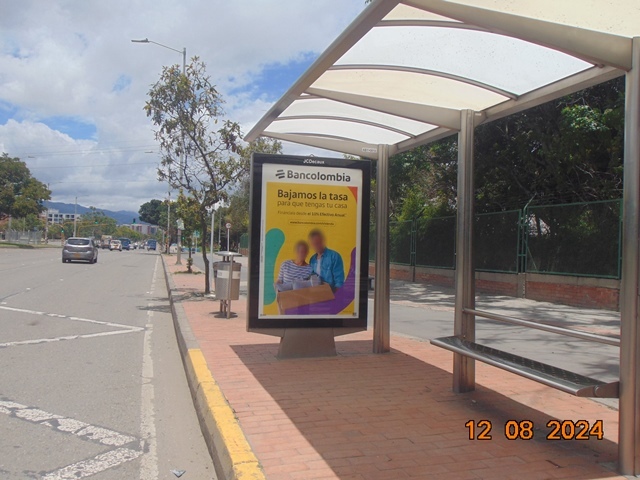 JCDecaux
Bancolombia
Bajamos la tasa
para que tengas tu casa
12 08 2024